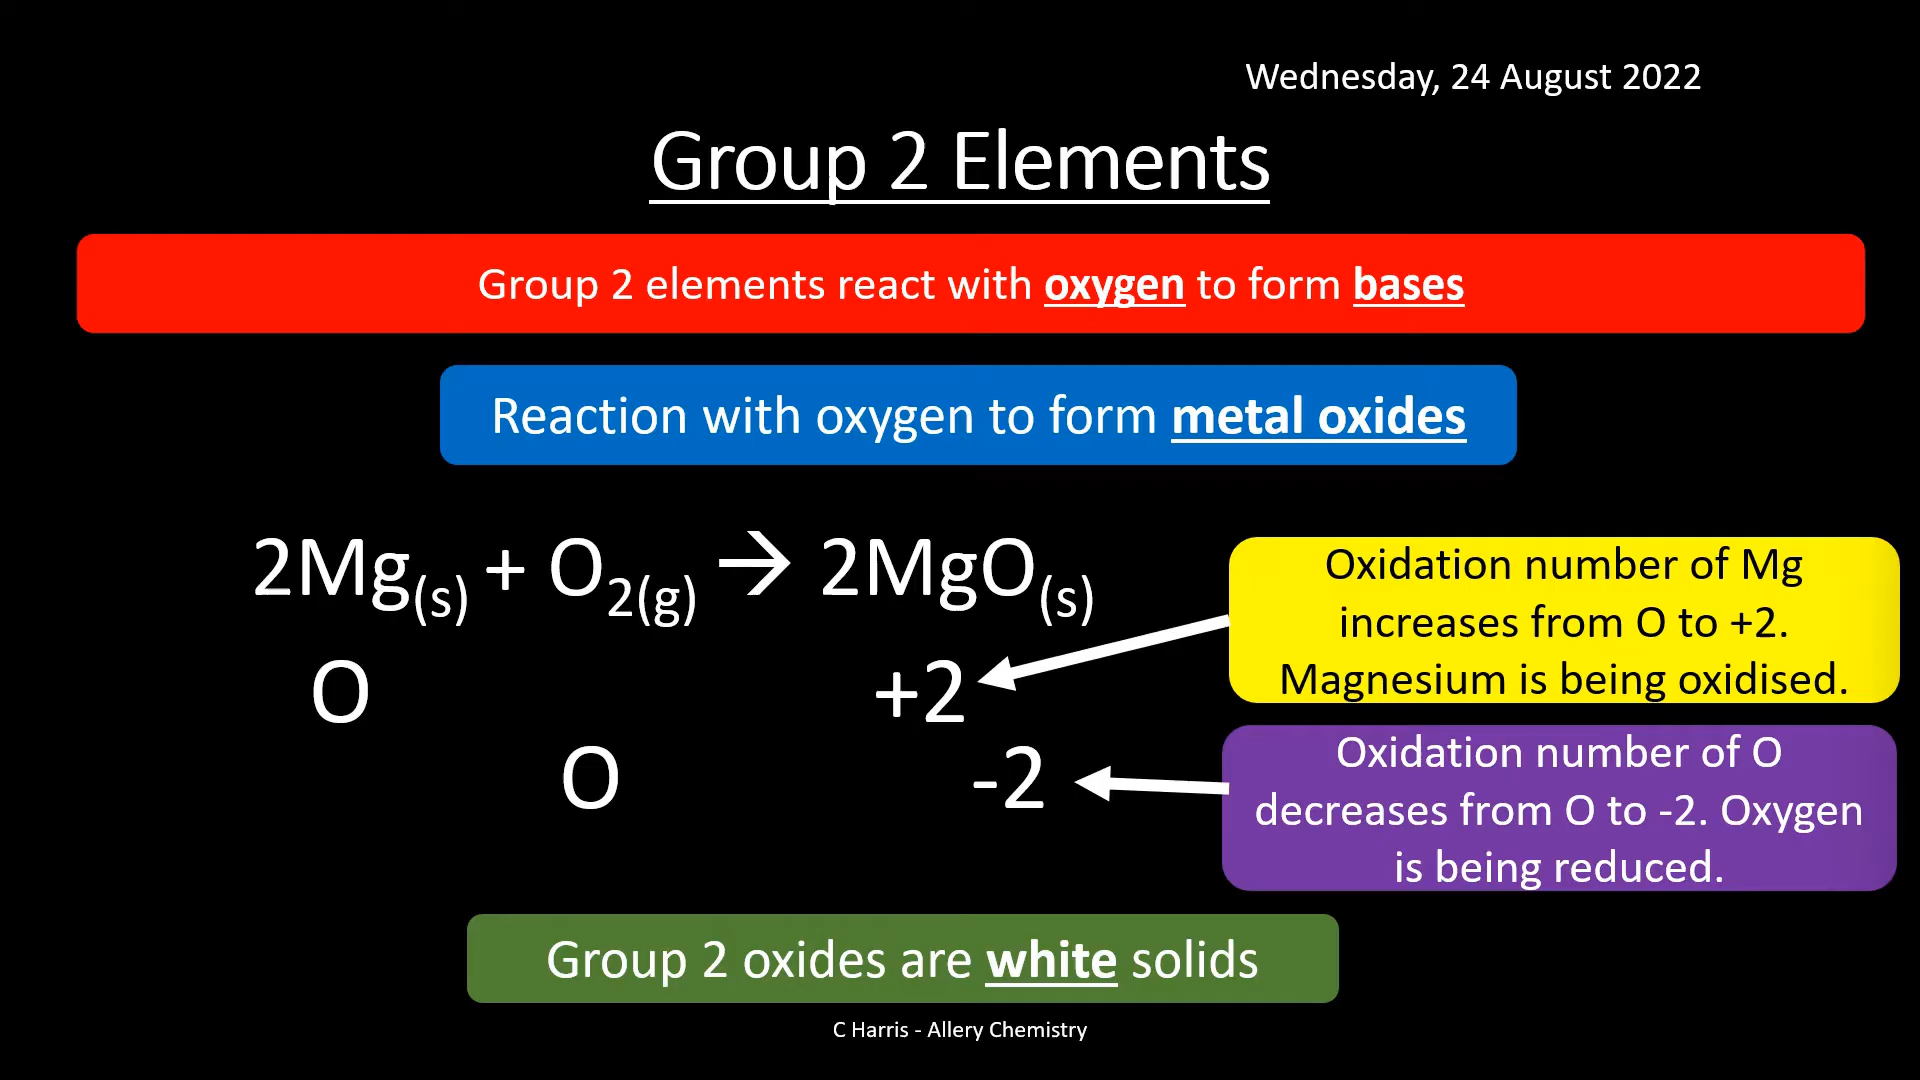 Wednesday, 24 August 2022
Group 2 Elements
Group 2 elements react with oxygen to form bases
Reaction with oxygen to form metal oxides
2Mg(s) + O2(g) → 2MgO(s)
O +2
O -2
Oxidation number of Mg
increases from O to +2.
Magnesium is being oxidised.
Oxidation number of O
decreases from O to -2. Oxygen
is being reduced.
Group 2 oxides are white solids
C Harris - Allery Chemistry